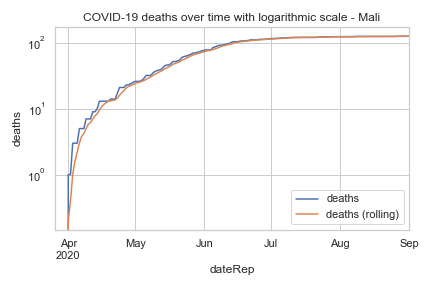 COVID-19 deaths over time with logarithmic scale - Mali
deaths
10²
10¹
10⁰
Apr
2020
May
Jun
Jul
Aug
Sep
dateRep
deaths
deaths (rolling)